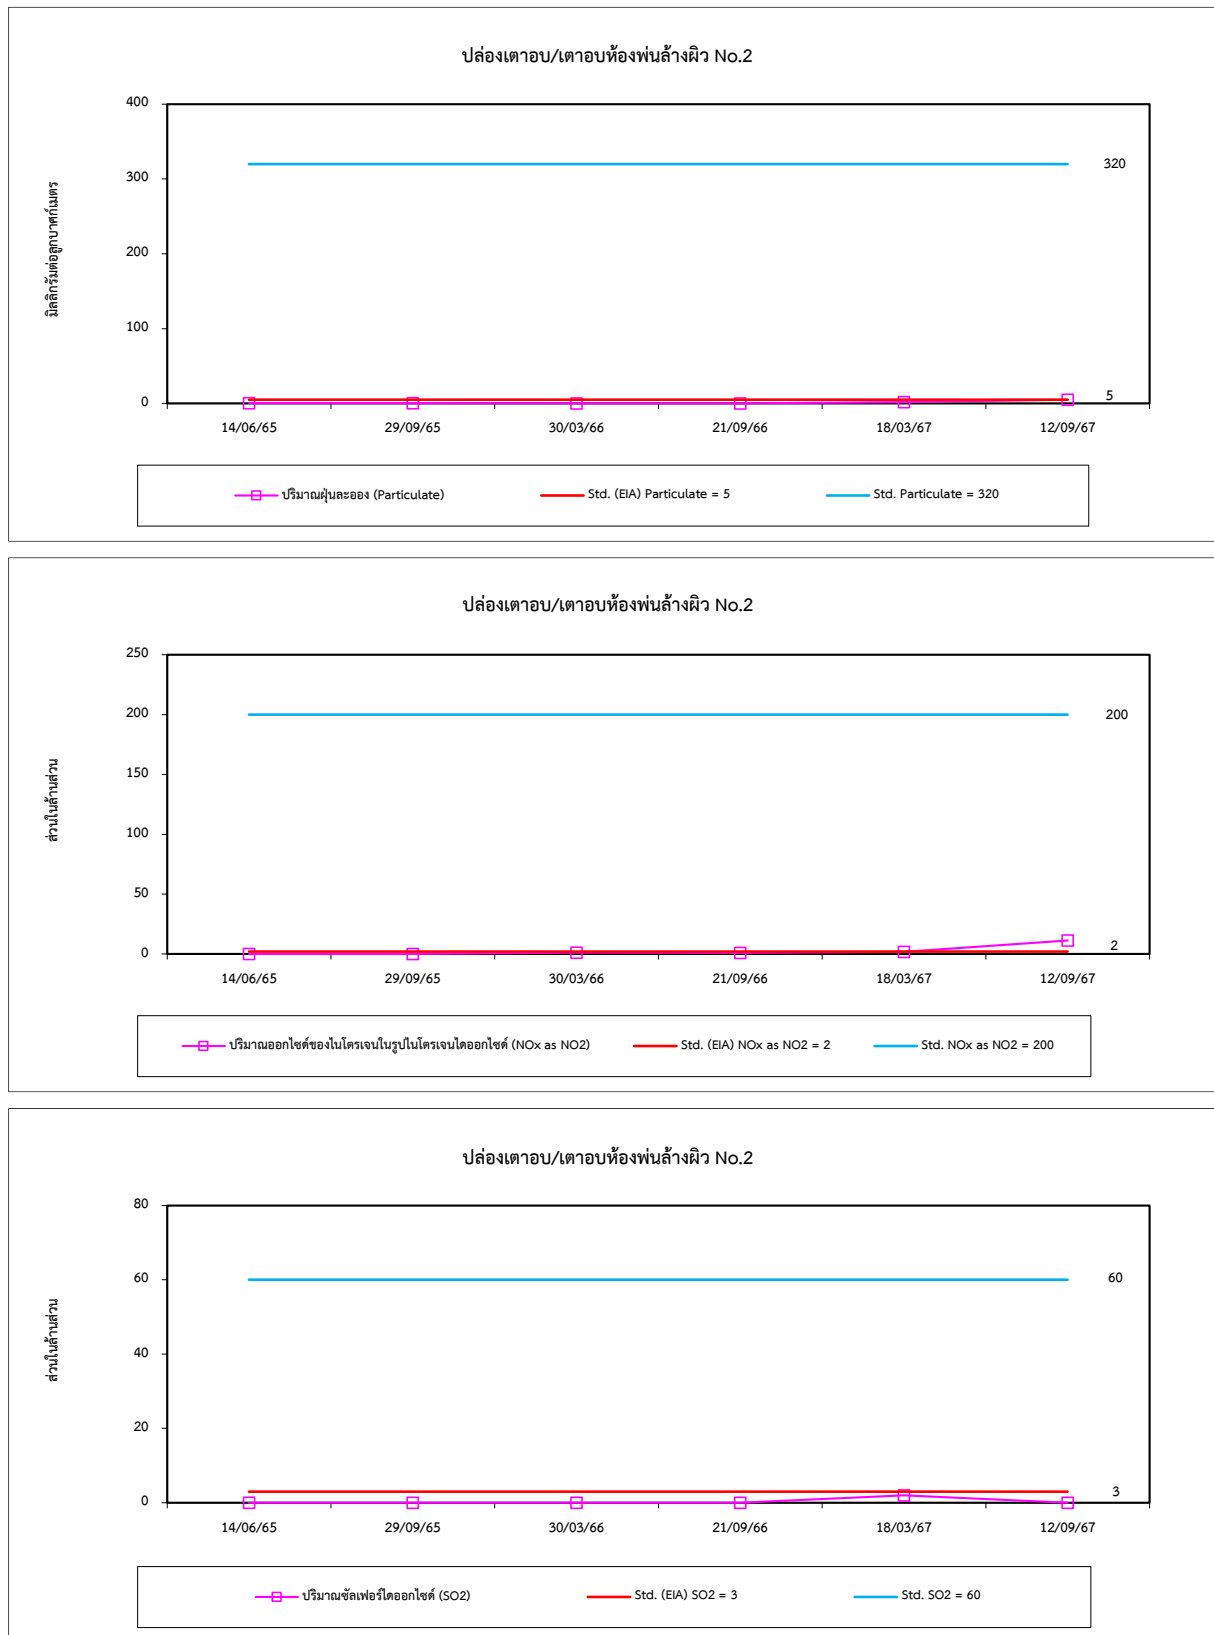 ปล่องเตาอบ/เตาอบห้องพ่นล้างผิว No.2
มิลลิกรัมต่อลูกบาศก์เมตร
400
300
200
100
0
320
5
14/06/65 29/09/65 30/03/66 21/09/66 18/03/67 12/09/67
ปริมาณฝุ่นละออง (Particulate) Std. (EIA) Particulate = 5 Std. Particulate = 320
ปล่องเตาอบ/เตาอบห้องพ่นล้างผิว No.2
ส่วนในล้านส่วน
250
200
150
100
50
0
200
2
14/06/65 29/09/65 30/03/66 21/09/66 18/03/67 12/09/67
ปริมาณออกไซด์ของไนโตรเจนในรูปไนโตรเจนไดออกไซด์ (NOx as NO2) Std. (EIA) NOx as NO2 = 2 Std. NOx as NO2 = 200
ปล่องเตาอบ/เตาอบห้องพ่นล้างผิว No.2
ส่วนในล้านส่วน
80
60
40
20
0
60
3
14/06/65 29/09/65 30/03/66 21/09/66 18/03/67 12/09/67
ปริมาณซัลเฟอร์ไดออกไซด์ (SO2) Std. (EIA) SO2 = 3 Std. SO2 = 60